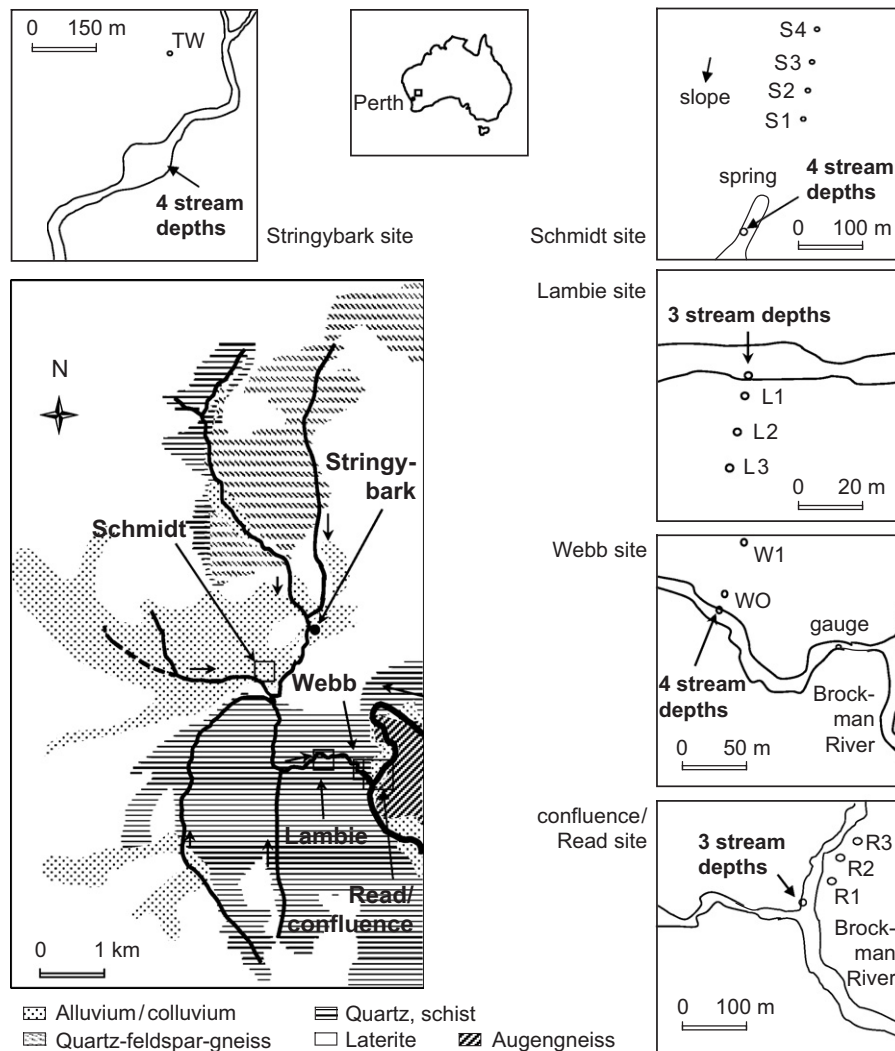 0 150 m
TW
4 stream
depths
Stringybark site
Perth
S4
S3
S2
S1
slope
spring
4 stream
depths
0 100 m
Schmidt site
Lambie site
3 stream depths
L1
L2
L3
0 20 m
Webb site
W1
WO
gauge
4 stream
depths
Brock-
man
River
0 50 m
confluence/
Read site
3 stream
depths
R3
R2
R1
Brock-
man
River
0 100 m
N
Stringy-
bark
Schmidt
Webb
Lambie
Read/
confluence
0 1 km
Alluvium/colluvium
Quartz, schist
Quartz-feldspar-gneiss
Laterite
Augengneiss